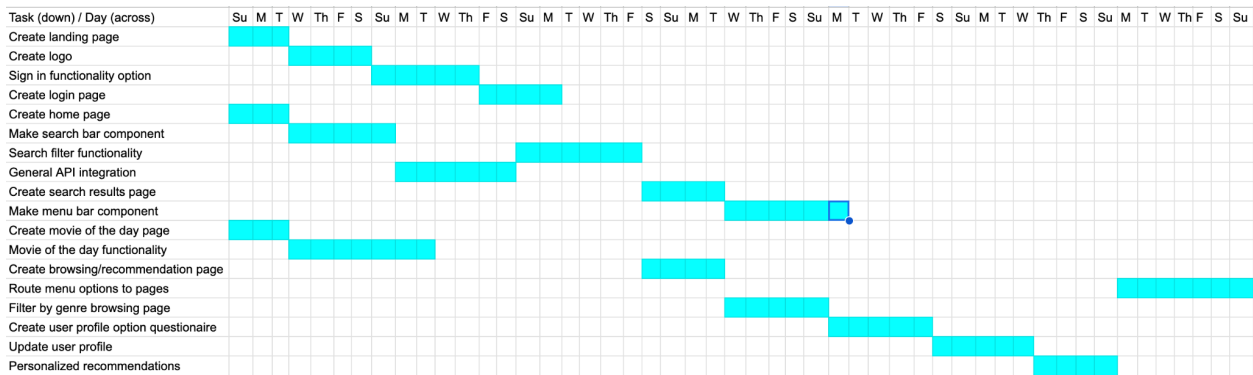 Task (down) / Day (across) Su M T W Th F S Su M T W Th F S Su M T W Th F S Su M T W Th F S Su M T W Th F S Su M T W Th F S Su M T W Th F S Su
Create landing page
Create logo
Sign in functionality option
Create login page
Create home page
Make search bar component
Search filter functionality
General API integration
Create search results page
Make menu bar component
Create movie of the day page
Movie of the day functionality
Create browsing/recommendation page
Route menu options to pages
Filter by genre browsing page
Create user profile option questionaire
Update user profile
Personalized recommendations